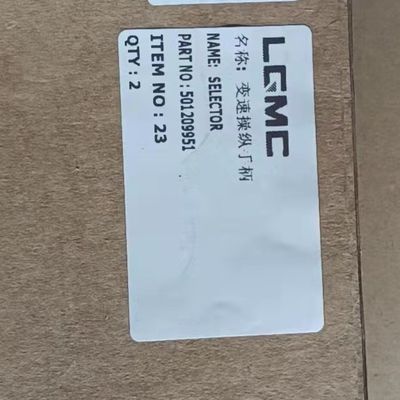 LGMC
名称: 变速操纵手柄
NAME: SELECTOR
PART NO: 501209951
ITEM NO: 23
QTY: 2